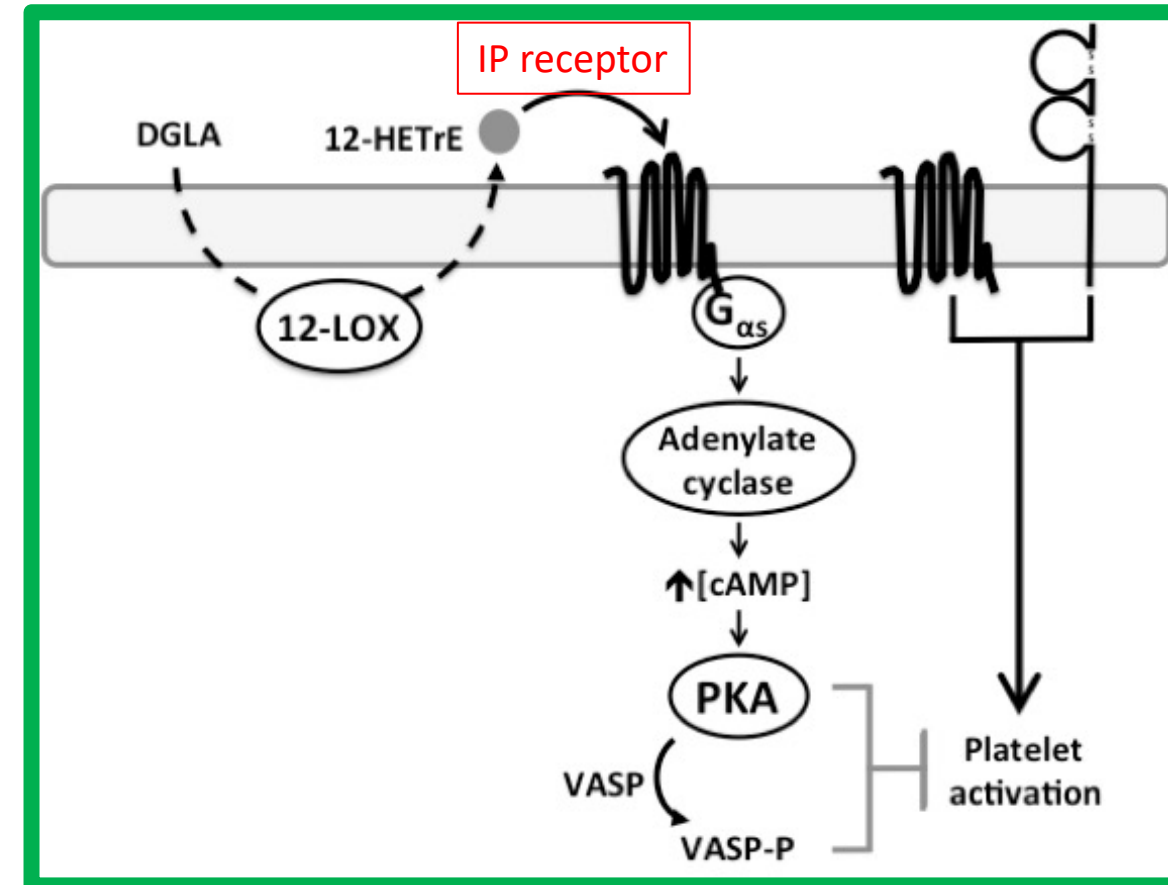 IP receptor
DGLA
12-HETrE
s
s
s
s
12-LOX
Gαs
Adenylate
cyclase
↑[cAMP]
PKA
VASP
VASP-P
Platelet
activation